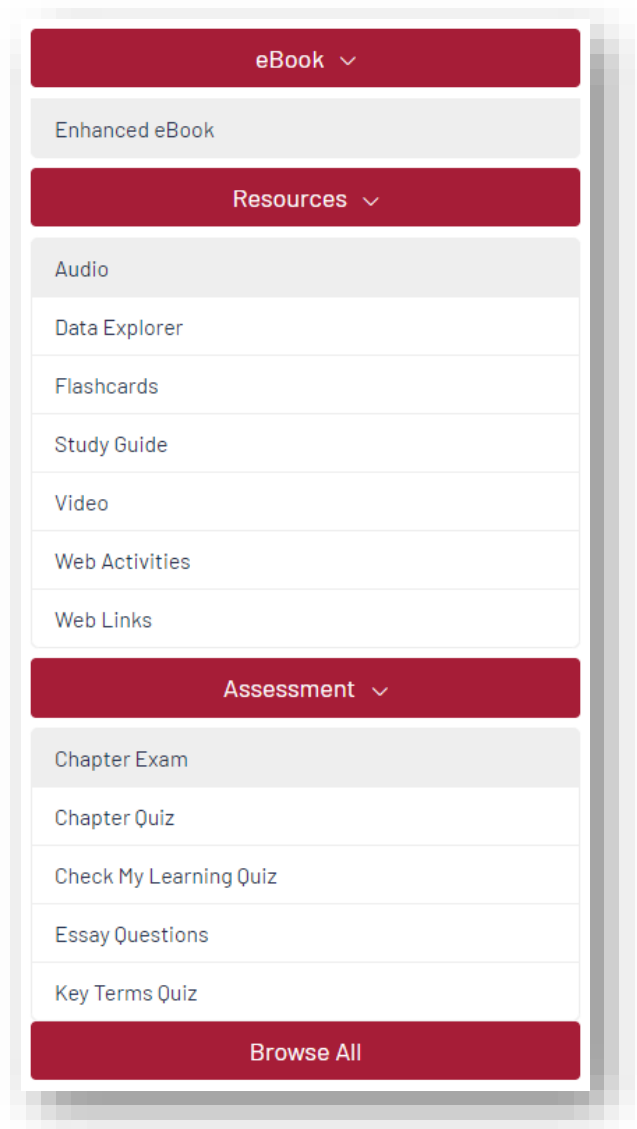 eBook
Enhanced eBook
Resources
Audio
Data Explorer
Flashcards
Study Guide
Video
Web Activities
Web Links
Assessment
Chapter Exam
Chapter Quiz
Check My Learning Quiz
Essay Questions
Key Terms Quiz
Browse All